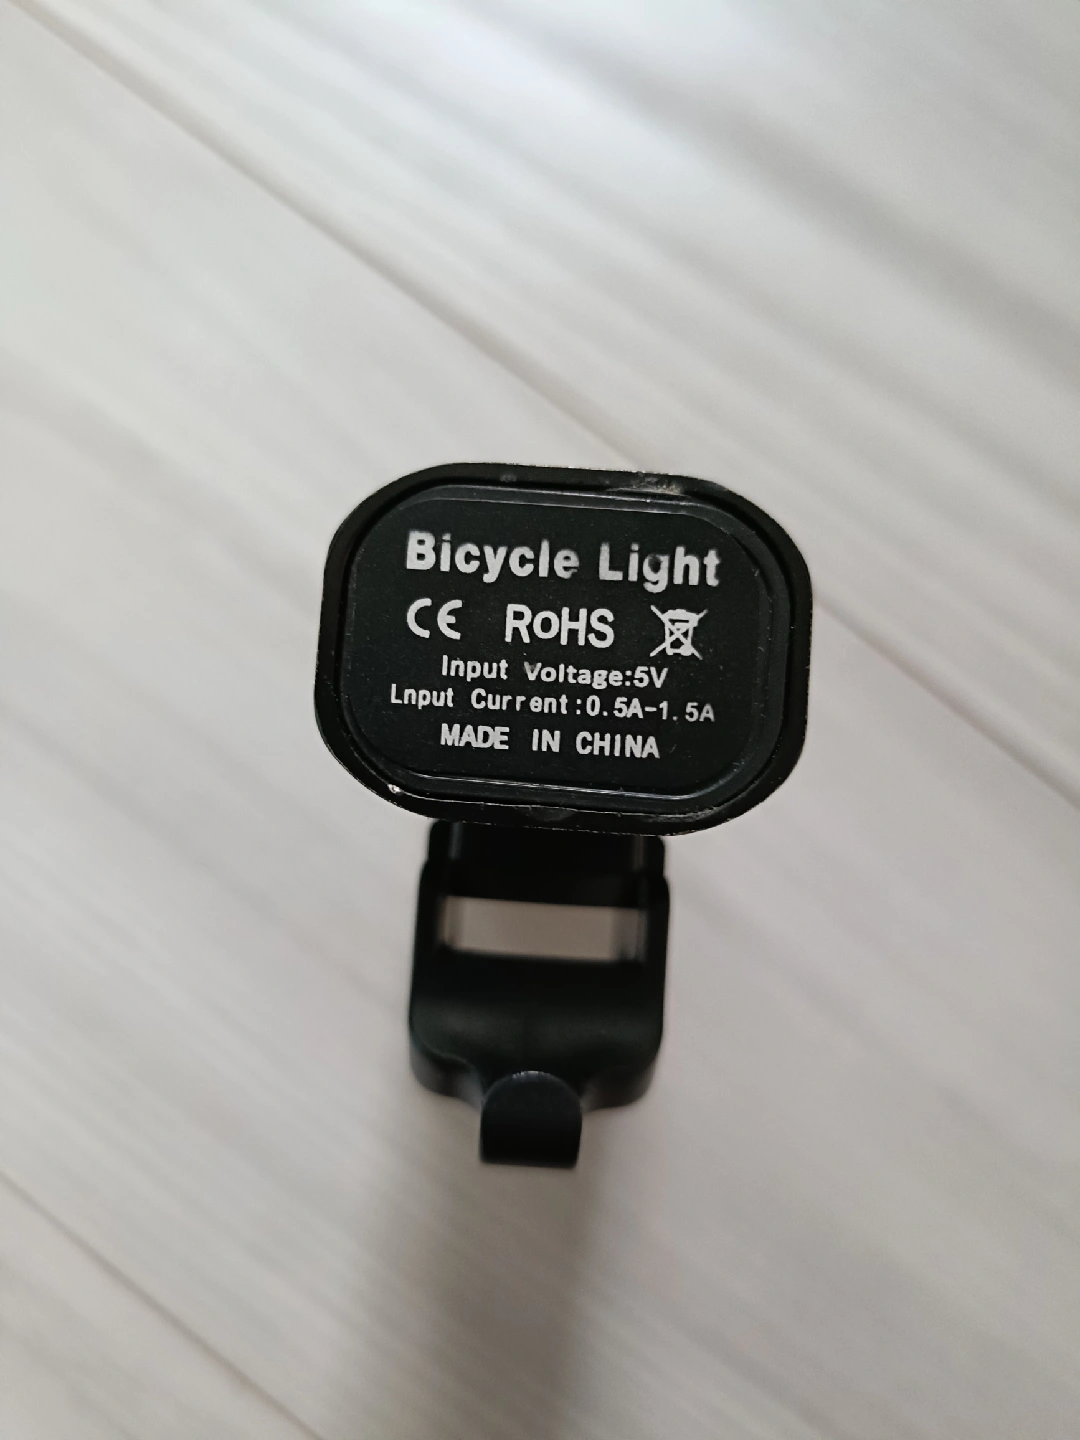 Bicycle Light
CE RoHS
Input Voltage:5V
Lnput Current:0.5A-1.5A
MADE IN CHINA